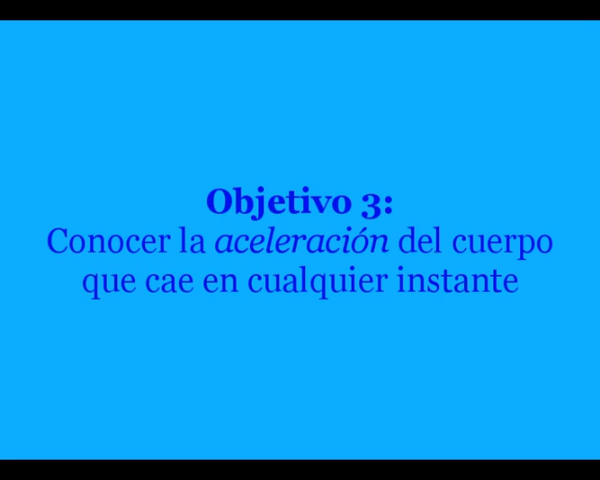 Objetivo 3:
Conocer la aceleración del cuerpo
que cae en cualquier instante